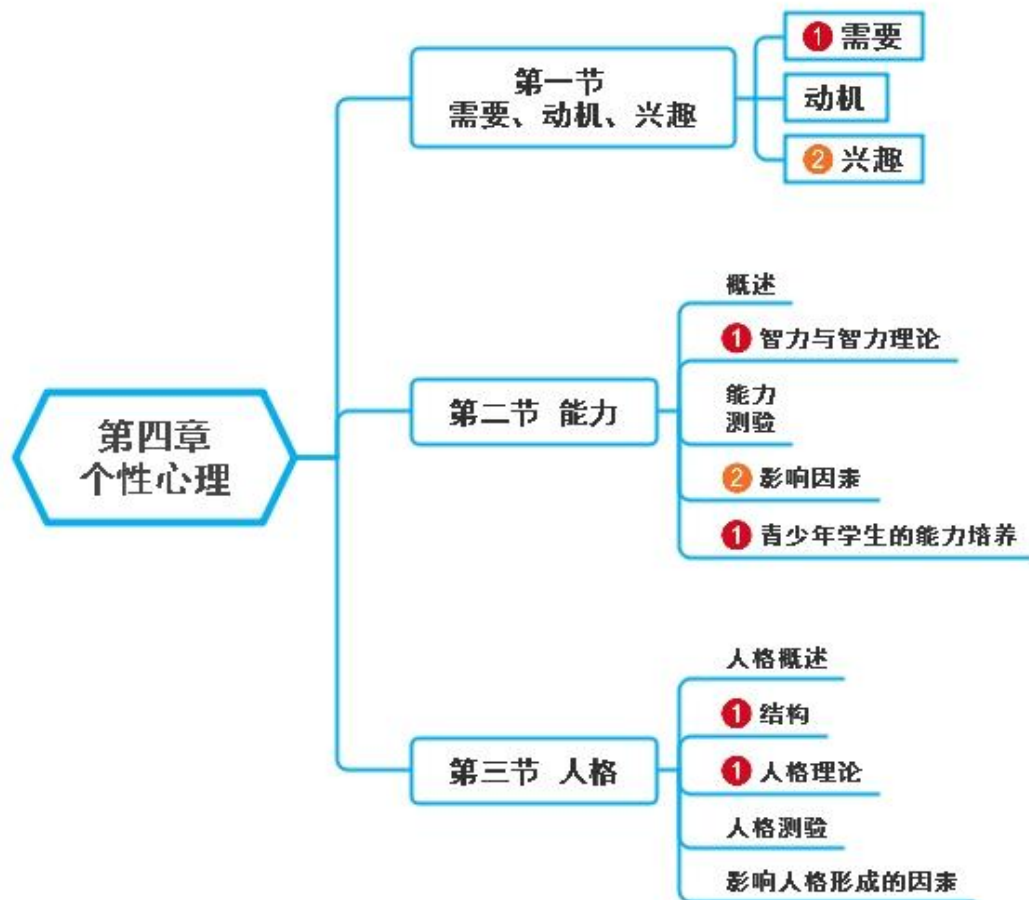 第四章
个性心理
第一节
需要、动机、兴趣
1 需要
动机
2 兴趣
第二节 能力
概述
1 智力与智力理论
能力
测验
2 影响因素
1 青少年学生的能力培养
第三节 人格
人格概述
1 结构
1 人格理论
人格测验
影响人格形成的因素